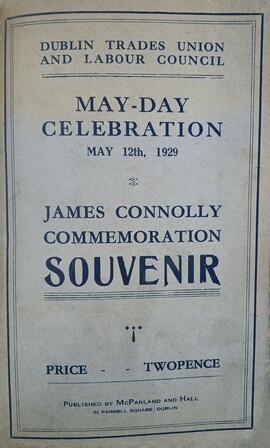 DUBLIN TRADES UNION
AND LABOUR COUNCIL
MAY-DAY
CELEBRATION
MAY 12th, 1929
JAMES CONNOLLY
COMMEMORATION
SOUVENIR
PRICE - - TWOPENCE
PUBLISHED BY MCPARLAND AND HALL
52 PARNELL SQUARE, DUBLIN